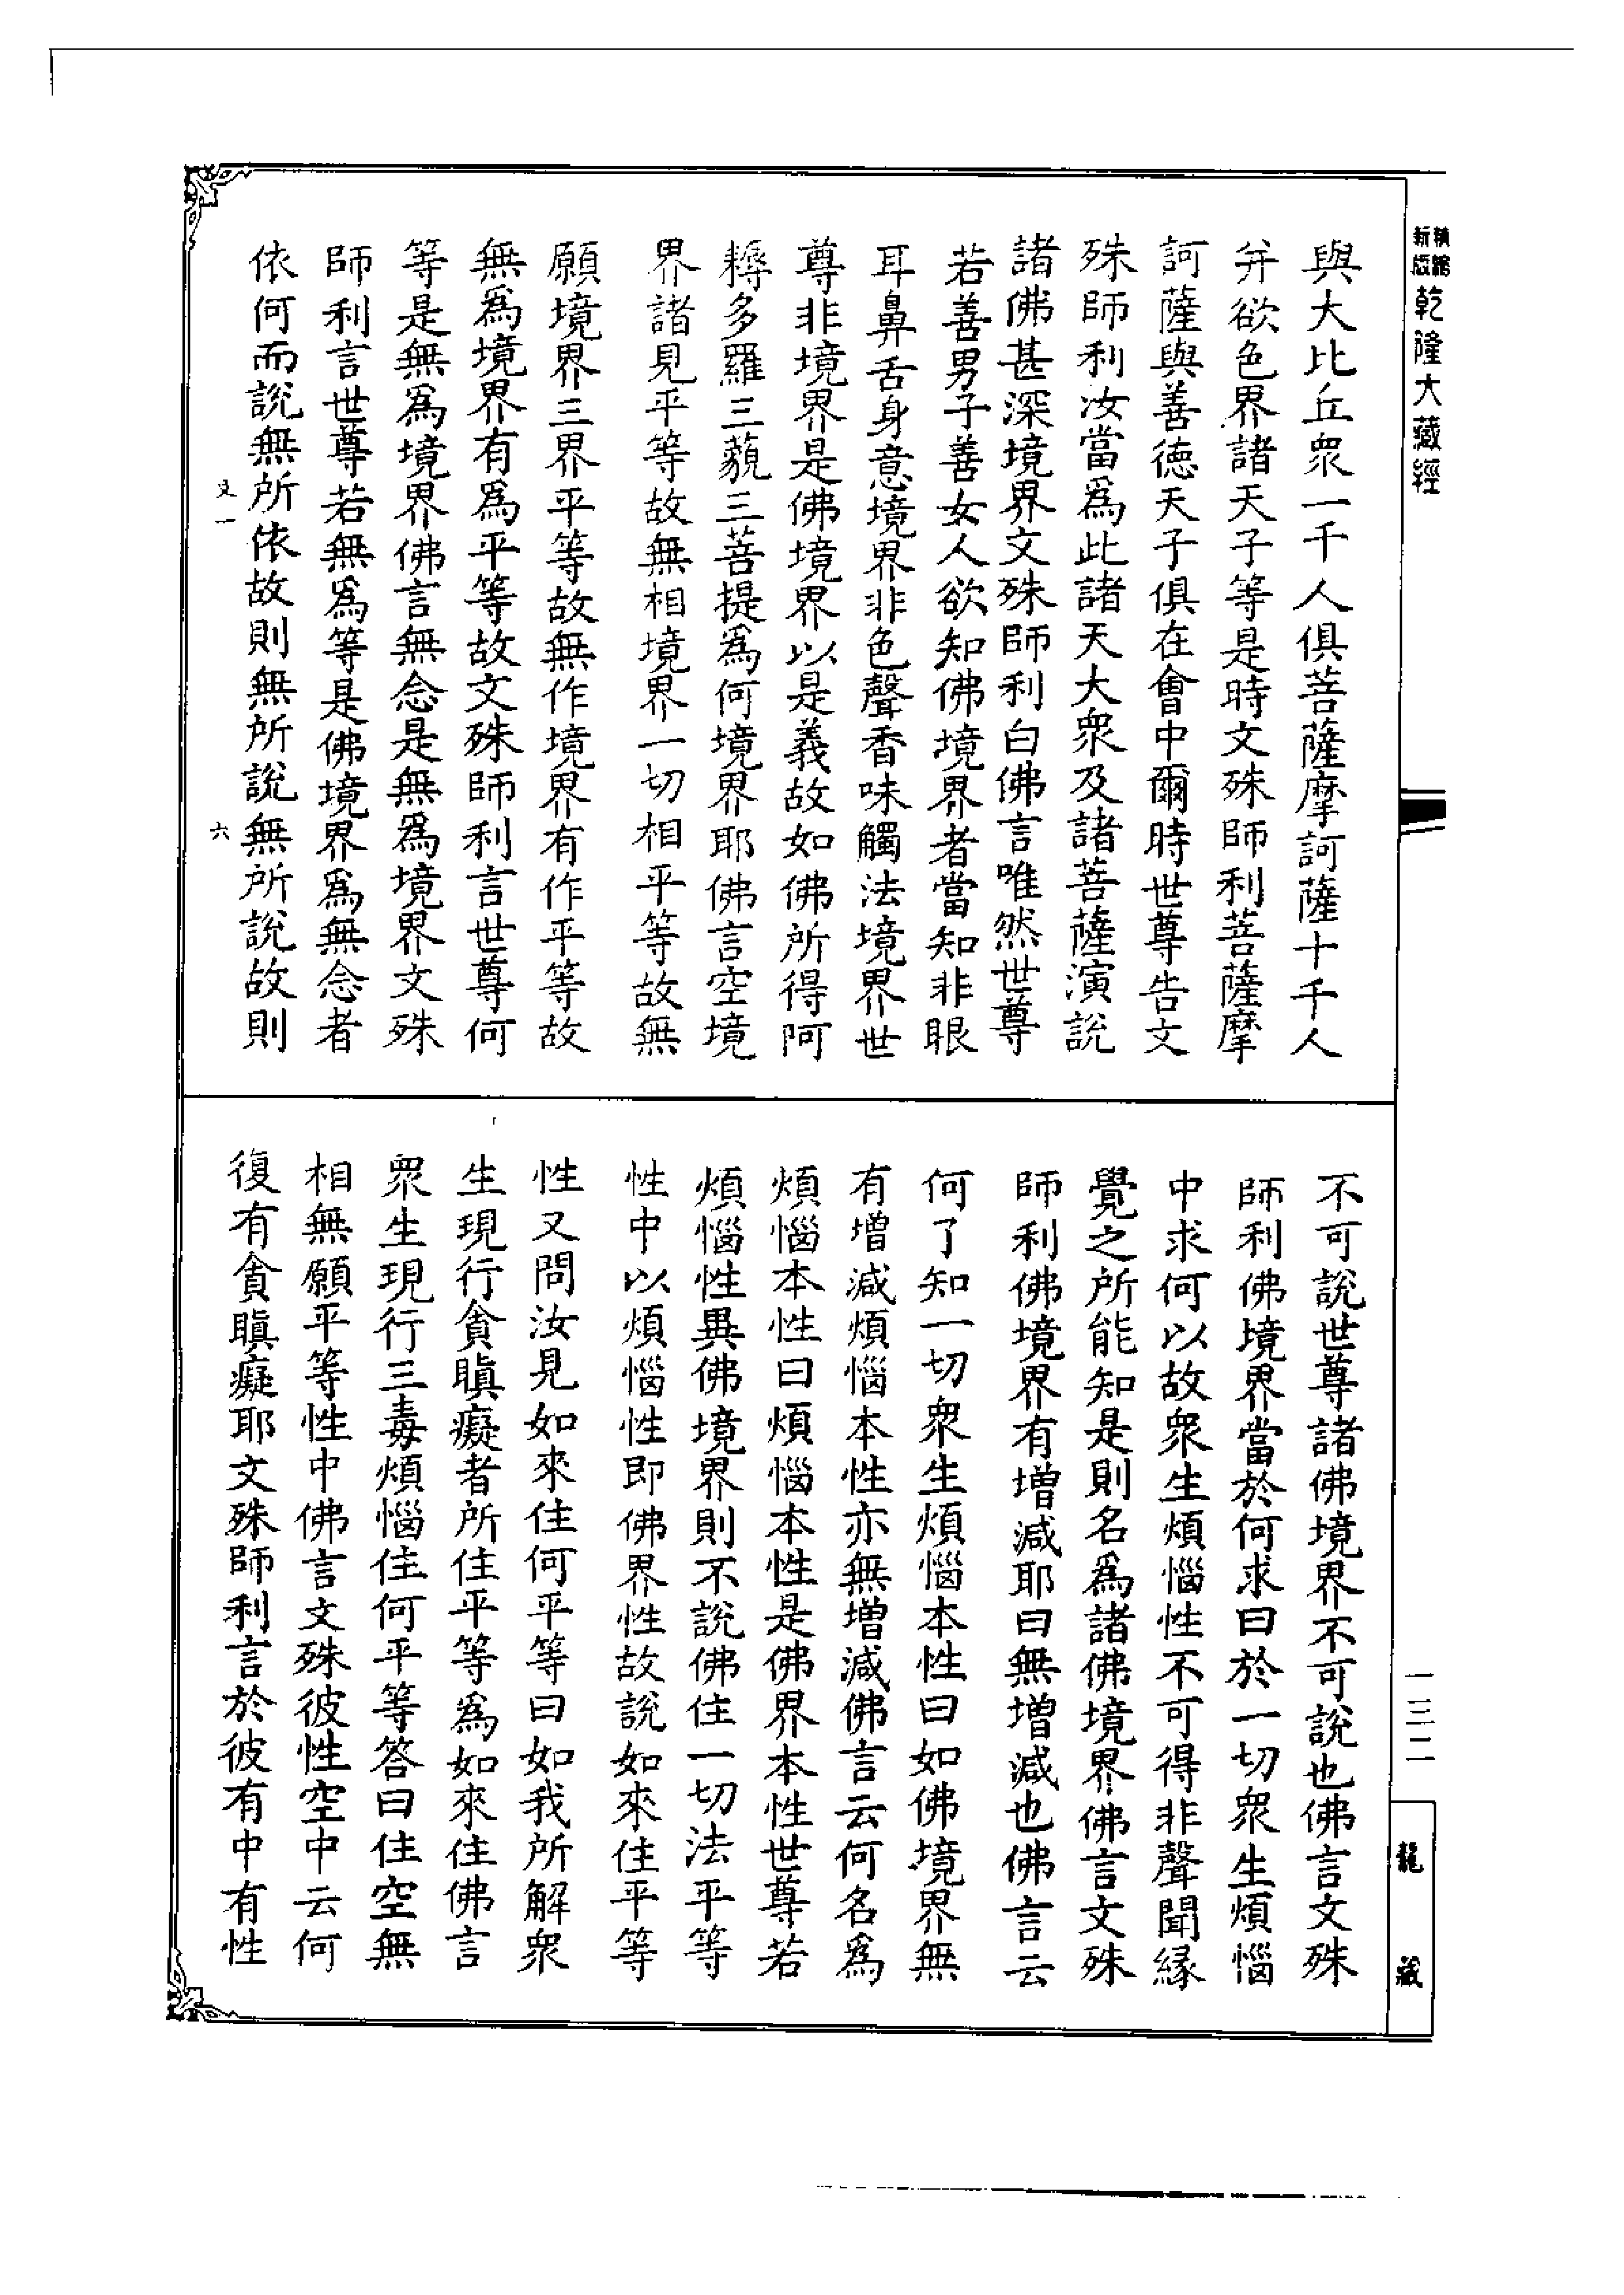 新版
乾隆大藏經
與大比丘衆一千人俱菩薩摩訶薩十千人
并欲色界諸天子等是時文殊師利菩薩摩
訶薩與善德天子俱在會中爾時世尊告文
殊師利汝當爲此諸天大衆及諸菩薩演說
諸佛甚深境界文殊師利白佛言唯然世尊
若善男子善女人欲知佛境界者當知非眼
耳鼻舌身意境界非色聲香味觸法境界世
尊非境界是佛境界以是義故如佛所得阿
耨多羅三藐三菩提爲何境界耶佛言空境
界諸見平等故無相境界一切相平等故無
願境界三界平等故無作境界有作平等故
無爲境界有爲平等故文殊師利言世尊何
等是無爲境界佛言無念是無爲境界文殊
師利言世尊若無爲等是佛境界爲無念者
依何而說無所依故則無所說無所說故則
一 六
不可說世尊諸佛境界不可說也佛言文殊
師利佛境界當於何求曰於一切衆生煩惱
中求何以故衆生煩惱性不可得非聲聞緣
覺之所能知是則名爲諸佛境界佛言文殊
師利佛境界有增減耶曰無增減也佛言云
何了知一切衆生煩惱本性曰如佛境界無
有增減煩惱本性亦無增減佛言云何名爲
煩惱本性曰煩惱本性是佛界本性世尊若
煩惱性異佛境界則不說佛住一切法平等
性中以煩惱性即佛界性故說如來住平等
性又問汝見如來住何平等曰如我所解衆
生現行貪瞋癡者所住平等爲如來住佛言
衆生現行三毒煩惱住何平等答曰住空無
相無願平等性中佛言文殊彼性空中云何
復有貪瞋癡耶文殊師利言於彼有中有性
一三二
龍藏